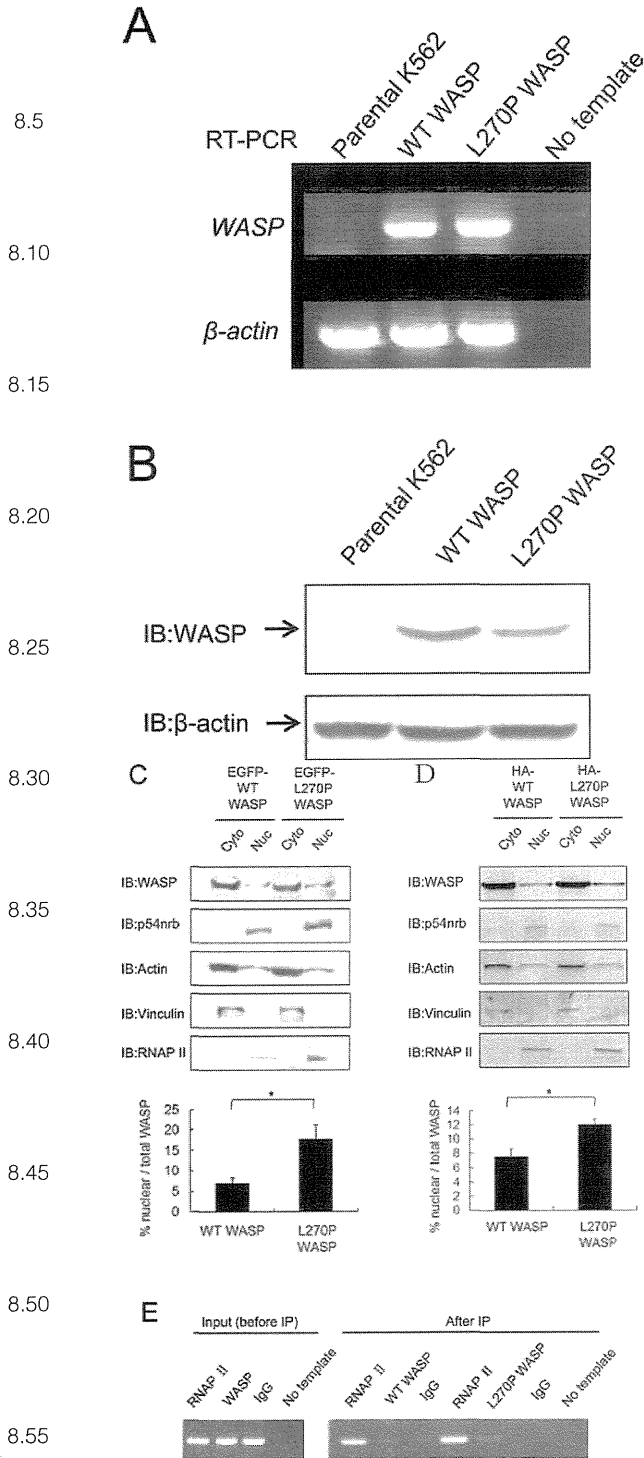 A
Parental K562
WT WASP
L270P WASP
No template
8.5
RT-PCR
WASP
8.10
β-actin
8.15
B
Parental K562
WT WASP
L270P WASP
8.20
IB:WASP
8.25
IB:β-actin
8.30
C
EGFP-
WT
WASP
EGFP-
L270P
WASP
Cyto
Nuc
Cyto
Nuc
IB:WASP
IB:p54nrb
IB:Actin
IB:Vinculin
IB:RNAP II
D
HA-
WT
WASP
HA-
L270P
WASP
Cyto
Nuc
Cyto
Nuc
IB:WASP
IB:p54nrb
IB:Actin
IB:Vinculin
IB:RNAP II
8.35
8.40
% nuclear / total WASP
25
20
15
10
5
0
*
WT WASP
L270P
WASP
% nuclear / total WASP
14
12
10
8
6
4
2
0
*
WT WASP
L270P
WASP
8.45
8.50
E
Input (before IP)
After IP
RNAP II
WASP
IgG
No template
RNAP II
WT WASP
IgG
RNAP II
L270P WASP
IgG
No template
8.55